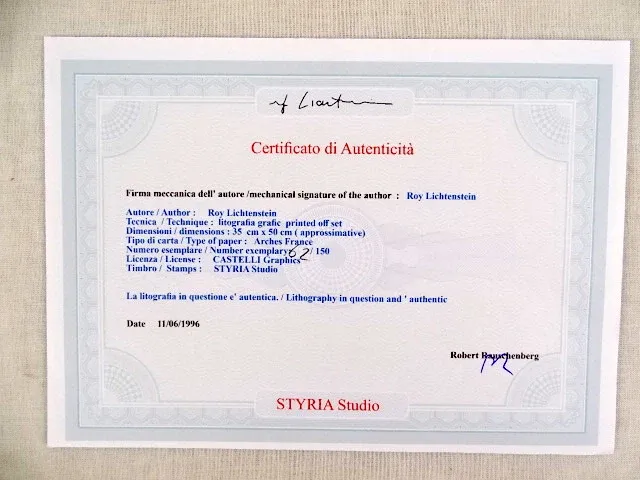 rf Lichtenstein
Certificato di Autenticità
Firma meccanica dell' autore /mechanical signature of the author : Roy Lichtenstein
Autore / Author : Roy Lichtenstein
Tecnica / Technique : litografia grafic printed off set
Dimensioni / dimensions : 35 cm x 50 cm ( approssimative)
Tipo di carta / Type of paper : Arches France
Numero esemplare / Number exemplary 62 / 150
Licenza / License : CASTELLI Graphics
Timbro / Stamps : STYRIA Studio
La litografia in questione e' autentica. / Lithography in question and ' authentic
Date 11/06/1996
Robert Rauschenberg
STYRIA Studio